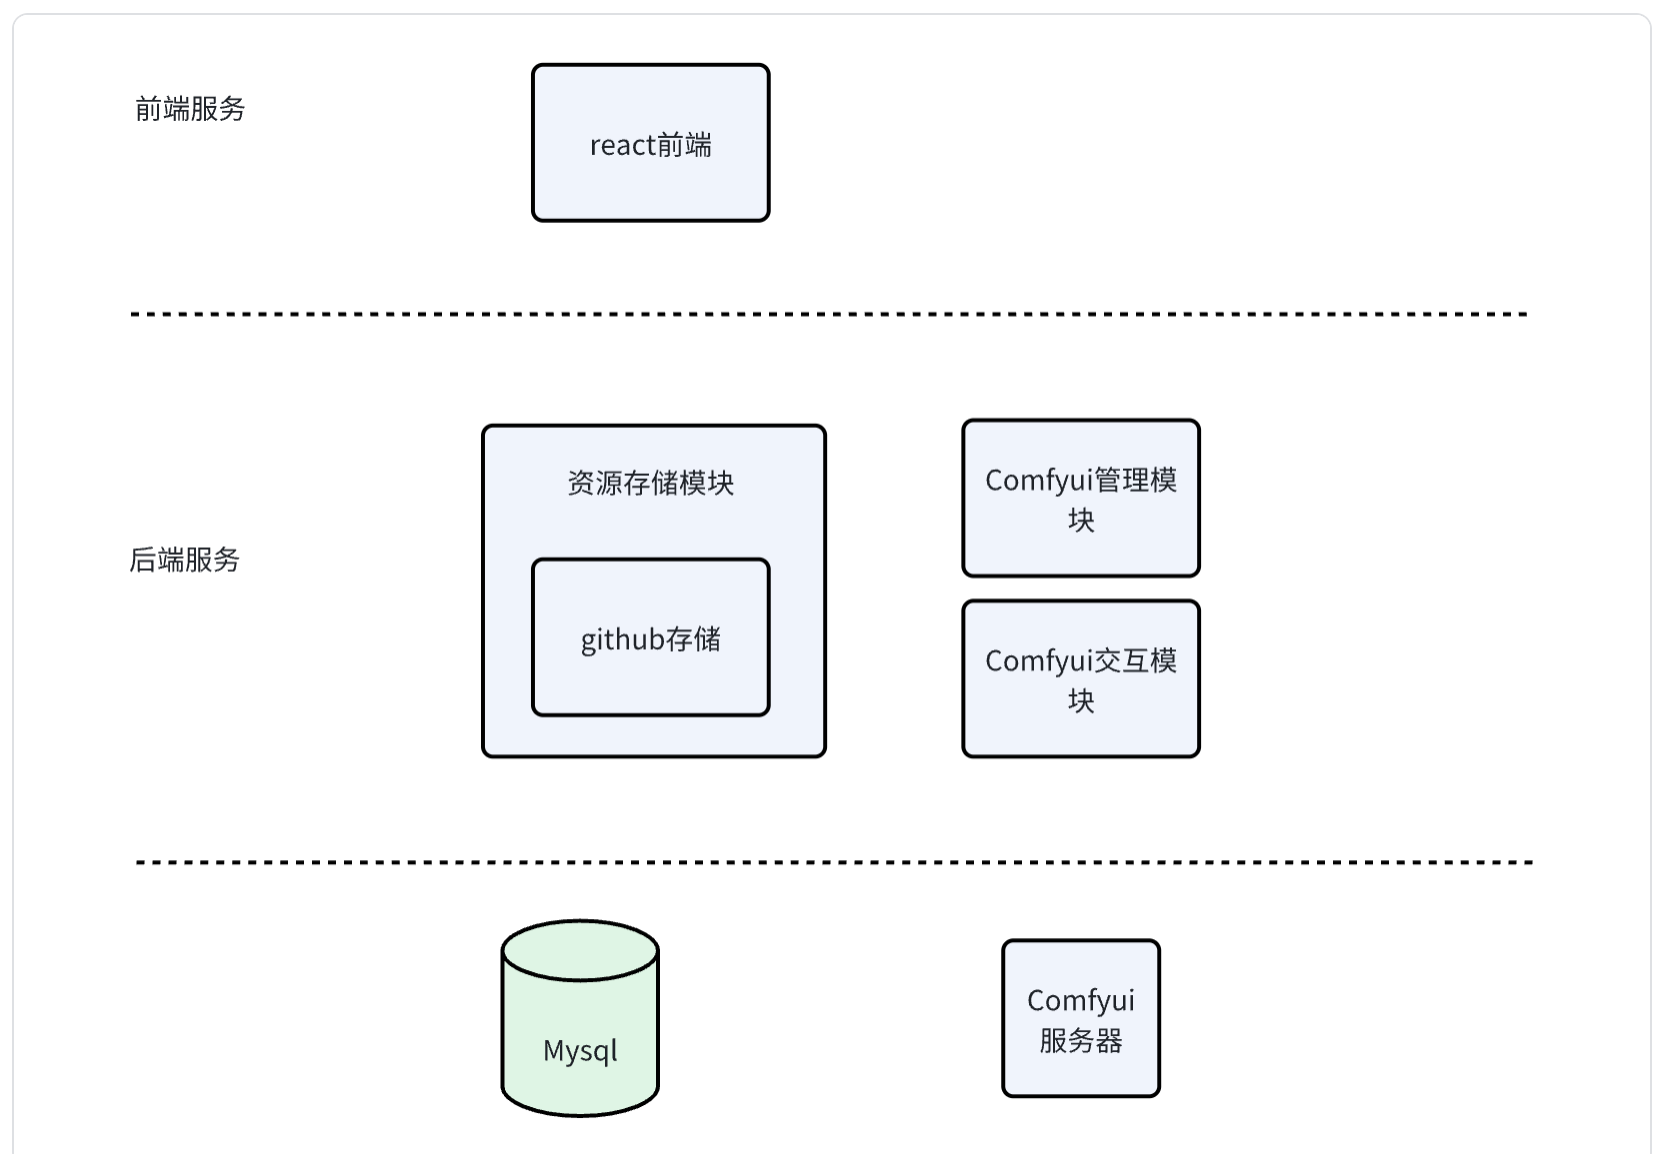 前端服务
react前端
资源存储模块
Comfyui管理模
块
后端服务
github存储
Comfyui交互模
块
Mysql
Comfyui
服务器